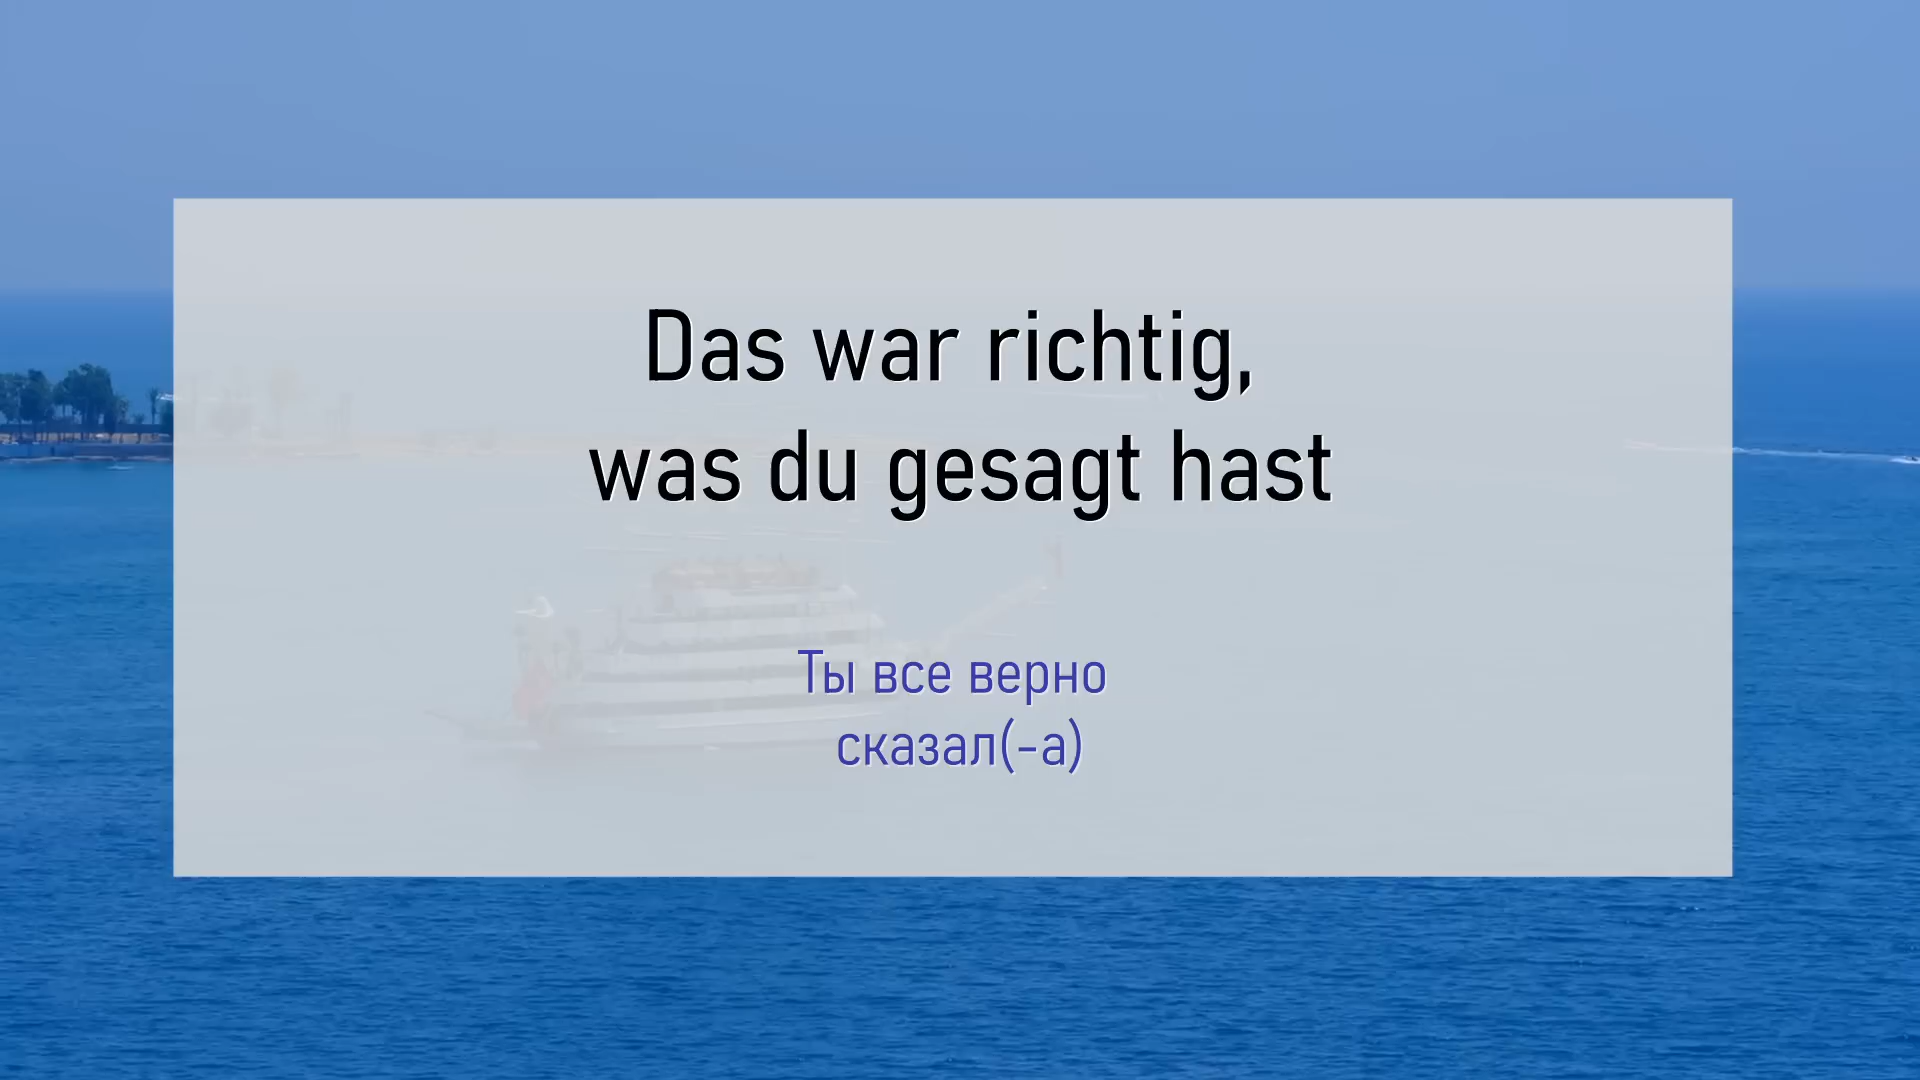 Das war richtig,
was du gesagt hast
Ты все верно
сказал(-а)